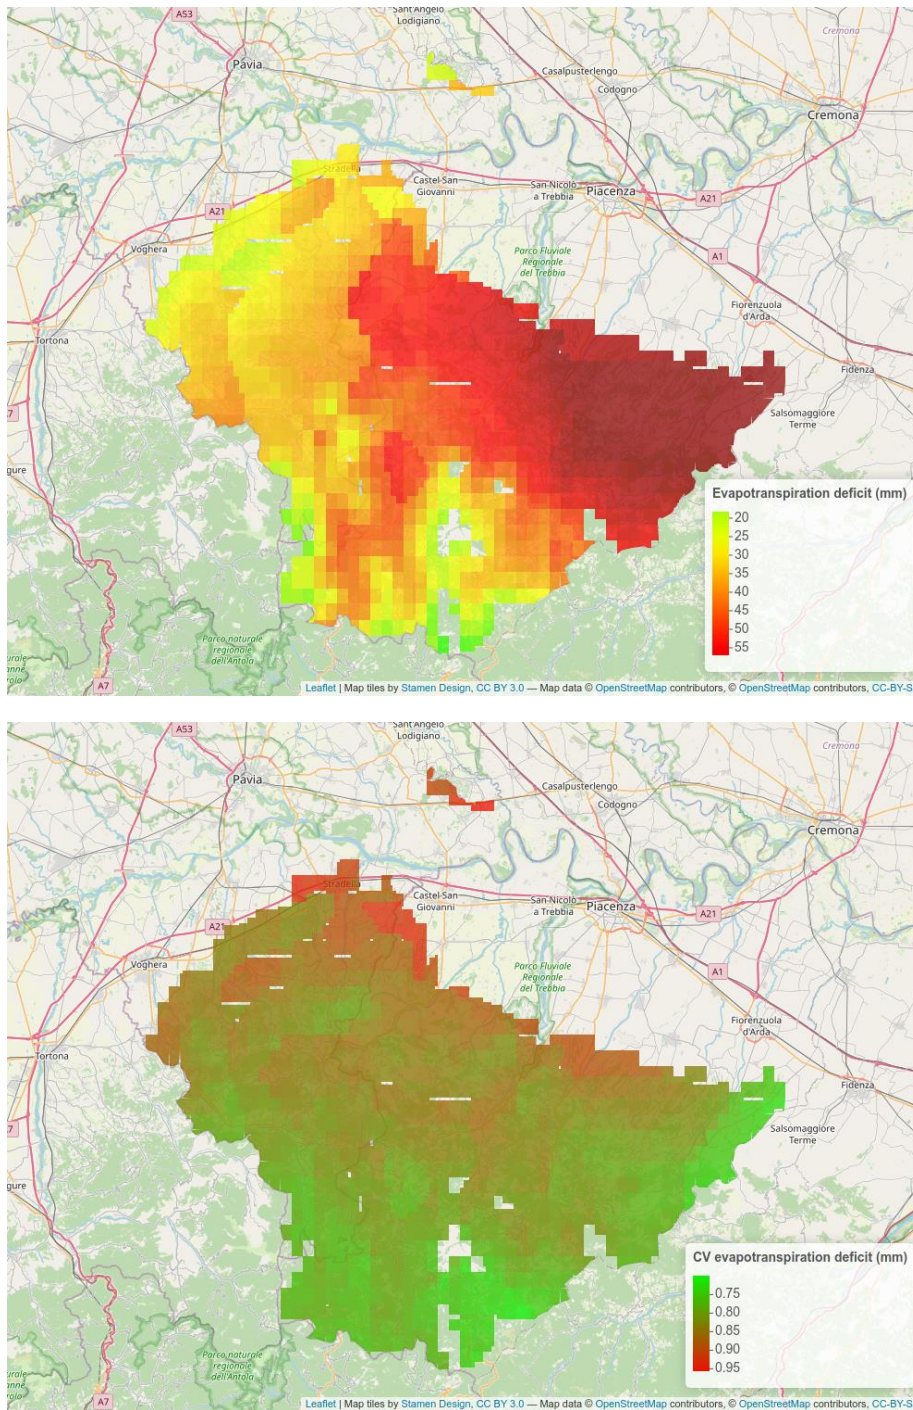 A53
Sant'Angelo
Lodigiano
Cremona
Pavia
Casalpusterlengo
Codogno
Cremona
Stradella
Castel San
Giovanni
San Nicolò
a Trebbia
Piacenza
A21
A21
Voghera
Parco Fluviale
Regionale
del Trebbia
A1
Fiorenzuola
d'Arda
Tortona
Fidenza
A7
Salsomaggiore
Terme
Evapotranspiration deficit (mm)
20
25
30
35
40
45
50
55
Parco naturale
regionale
dell'Antola
A7
Leaflet | Map tiles by Stamen Design, CC BY 3.0 — Map data © OpenStreetMap contributors, © OpenStreetMap contributors, CC-BY-S
A53
Sant'Angelo
Lodigiano
Cremona
Pavia
Casalpusterlengo
Codogno
Cremona
Stradella
Castel San
Giovanni
San Nicolò
a Trebbia
Piacenza
A21
A21
Voghera
Parco Fluviale
Regionale
del Trebbia
A1
Fiorenzuola
d'Arda
Tortona
Fidenza
Salsomaggiore
Terme
CV evapotranspiration deficit (mm)
0.75
0.80
0.85
0.90
0.95
Parco naturale
regionale
dell'Antola
A7
Leaflet | Map tiles by Stamen Design, CC BY 3.0 — Map data © OpenStreetMap contributors, © OpenStreetMap contributors, CC-BY-S